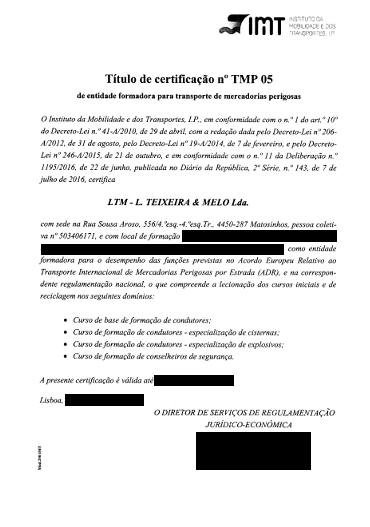 IMT INSTITUTO DA
MOBILIDADE E DOS
TRANSPORTES, I.P.
Título de certificação nº TMP 05
de entidade formadora para transporte de mercadorias perigosas
O Instituto da Mobilidade e dos Transportes, I.P., em conformidade com o n.º 1 do art.º 10º
do Decreto-Lei n.º 41-A/2010, de 29 de abril, com a redação dada pelo Decreto-Lei nº 206-
A/2012, de 31 de agosto, pelo Decreto-Lei nº 19-A/2014, de 7 de fevereiro, e pelo Decreto-
Lei nº 246-A/2015, de 21 de outubro, e em conformidade com o n.º 11 da Deliberação n.º
1195/2016, de 22 de junho, publicada no Diário da República, 2ª Série, n.º 143, de 7 de
julho de 2016, certifica
LTM - L. TEIXEIRA & MELO Lda.
com sede na Rua Sousa Aroso, 556/4.ºesq.-4.ºesq.Tr., 4450-287 Matosinhos, pessoa coleti-
va nº 503406171, e com local de formação
como entidade
formadora para o desempenho das funções previstas no Acordo Europeu Relativo ao
Transporte Internacional de Mercadorias Perigosas por Estrada (ADR), e na correspon-
dente regulamentação nacional, o que compreende a lecionação dos cursos iniciais e de
reciclagem nos seguintes domínios:
• Curso de base de formação de condutores;
• Curso de formação de condutores - especialização de cisternas;
• Curso de formação de condutores - especialização de explosivos;
• Curso de formação de conselheiros de segurança.
A presente certificação é válida até
Lisboa,
O DIRETOR DE SERVIÇOS DE REGULAMENTAÇÃO
JURÍDICO-ECONÓMICA